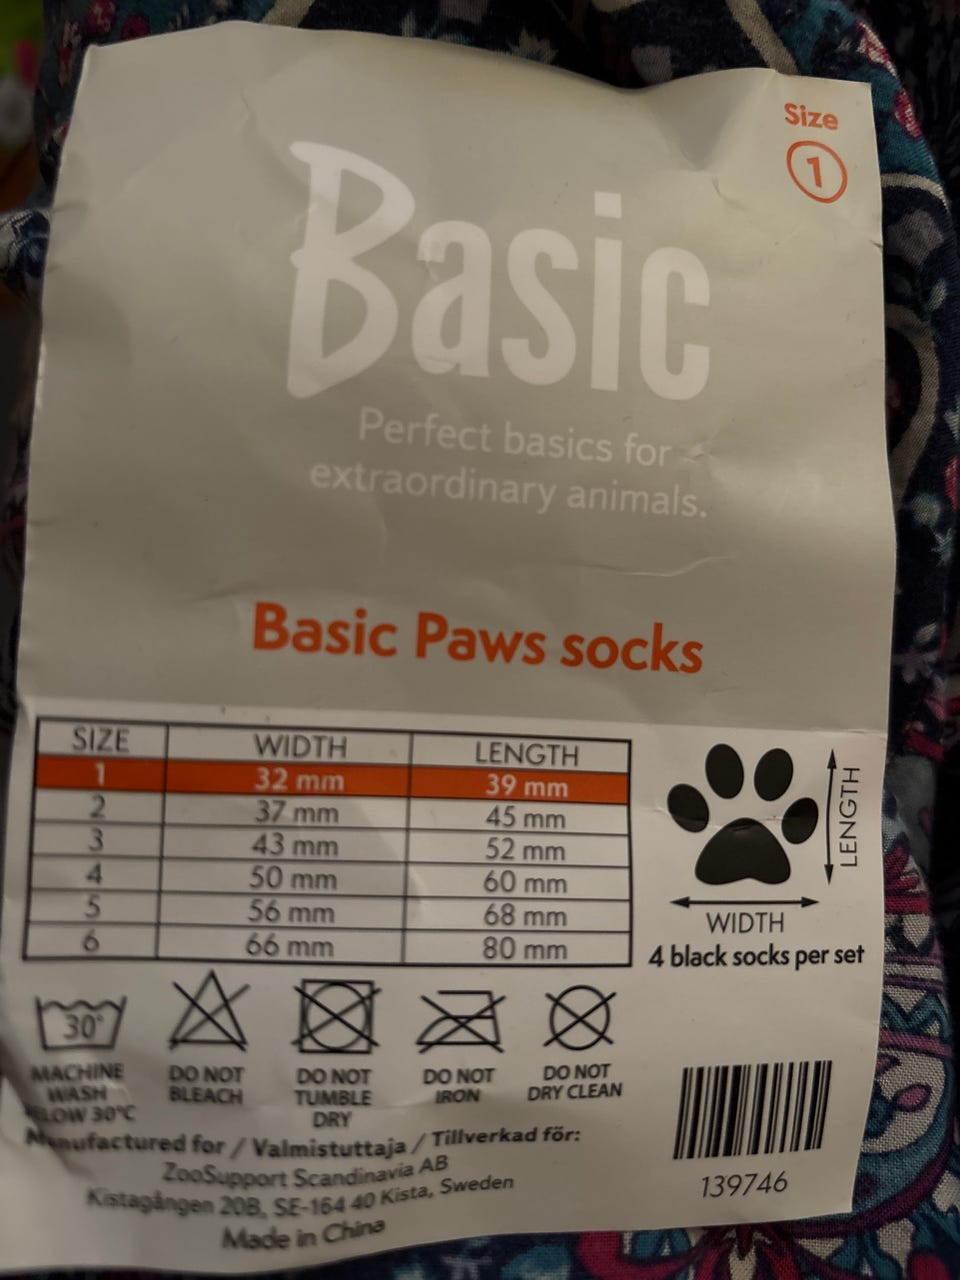 Size
1
Basic
Perfect basics for
extraordinary animals.
Basic Paws socks
SIZE WIDTH LENGTH
1 32 mm 39 mm
2 37 mm 45 mm
3 43 mm 52 mm
4 50 mm 60 mm
5 56 mm 68 mm
6 66 mm 80 mm
LENGTH
WIDTH
4 black socks per set
30°
MACHINE
WASH
BELOW 30°C
DO NOT
BLEACH
DO NOT
TUMBLE
DRY
DO NOT
IRON
DO NOT
DRY CLEAN
Manufactured for / Valmistuttaja / Tillverkad för:
ZooSupport Scandinavia AB
Kistagången 20B, SE-164 40 Kista, Sweden
Made in China
139746